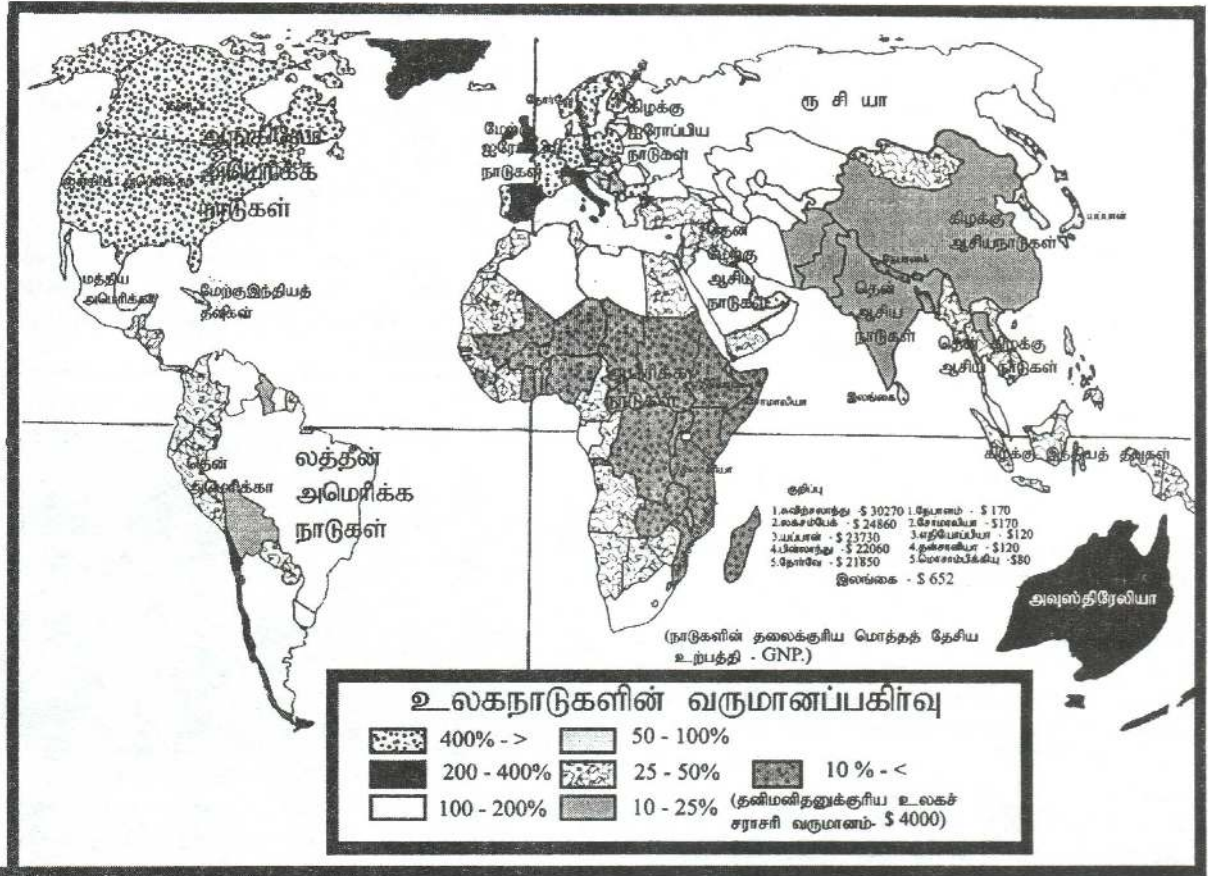 ரு சி யா
கிழக்கு
ஐரோப்பிய
நாடுகள்
நோர்வே
மேற்கு
நாடுகள்
அமெரிக்க
நாடுகள்
கிழக்கு
ஆசியநாடுகள்
யப்பான்
தென்
மேற்கு
ஆசிய
நாடுகள்
மத்திய
அமெரிக்கா
மேற்குஇந்தியத்
தீவுகள்
தென்
ஆசிய
நாடுகள்
தென் கிழக்கு
ஆசிய நாடுகள்
ஆபிரிக்க
நாடுகள்
சோமாலியா
இலங்கை
தென்
அமெரிக்கா
லத்தீன்
அமெரிக்க
நாடுகள்
கிழக்கு இந்தியத் தீவுகள்
குறிப்பு
1.சுவிற்சலாந்து -$ 30270 1.நேபாளம் - $ 170
2.லக்சம்பேக் - $ 24860 2.சோமாலியா -$170
3.யப்பான் - $ 23730 3.எதியோப்பியா -$120
4.பின்லாந்து - $ 22060 4.தன்சானியா -$120
5.நோர்வே - $ 21850 5.மொசாம்பிக்கியு -$80
இலங்கை - $ 652
அவுஸ்திரேலியா
(நாடுகளின் தலைக்குரிய மொத்தத் தேசிய
உற்பத்தி - GNP.)
உலகநாடுகளின் வருமானப்பகிர்வு
400% - > 50 - 100%
200 - 400% 25 - 50% 10 % - <
100 - 200% 10 - 25% (தனிமனிதனுக்குரிய உலகச்
சராசரி வருமானம்- $ 4000)